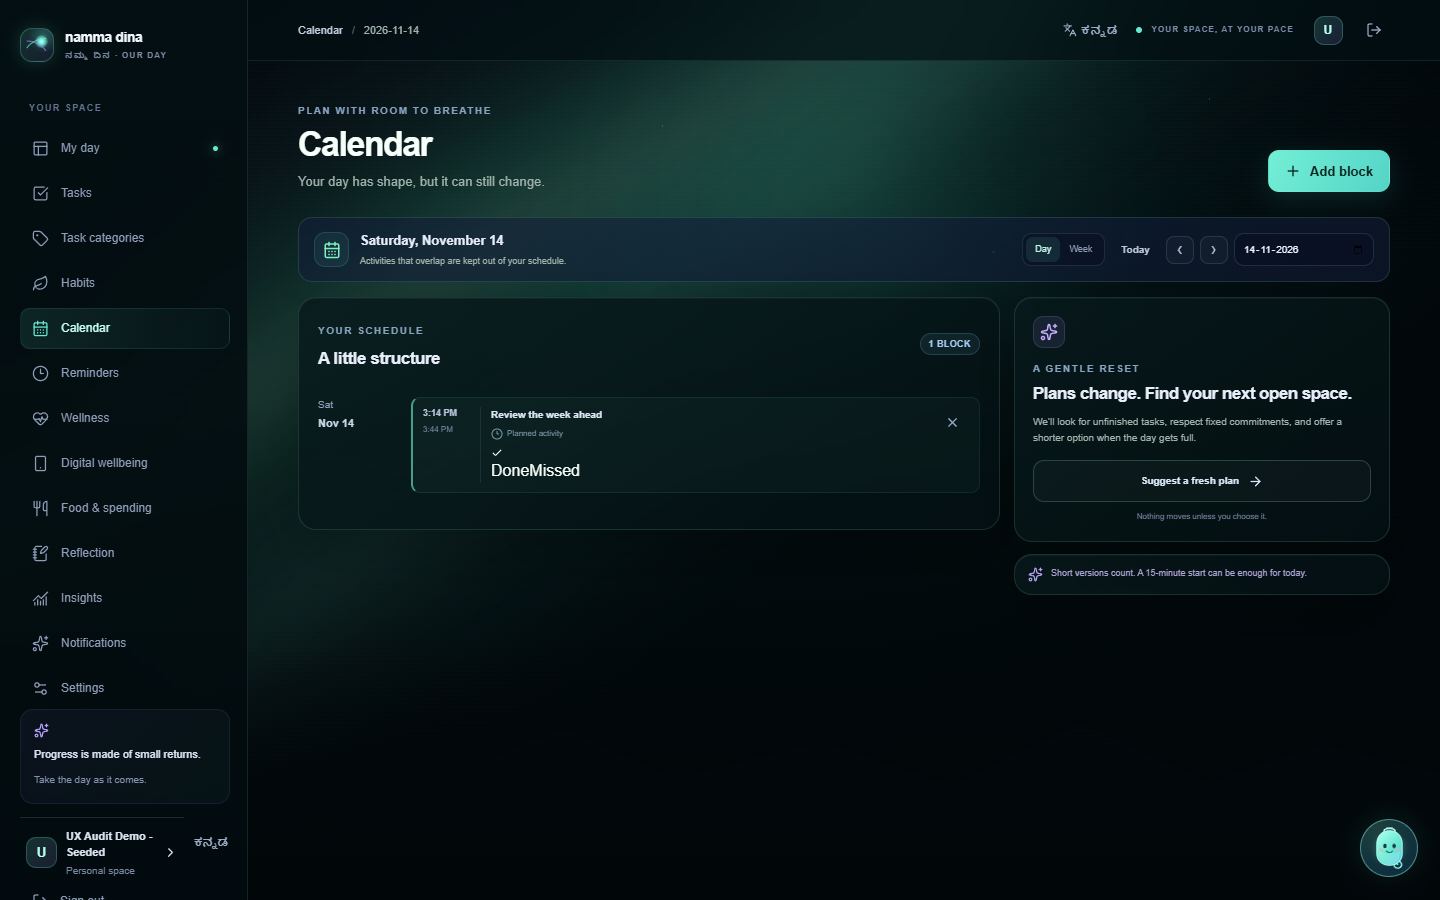 namma dina
ನಮ್ಮ ದಿನ · OUR DAY
YOUR SPACE
My day
Tasks
Task categories
Habits
Calendar
Reminders
Wellness
Digital wellbeing
Food & spending
Reflection
Insights
Notifications
Settings
Progress is made of small returns.
Take the day as it comes.
U
UX Audit Demo -
Seeded
Personal space
ಕನ್ನಡ
Sign out
Calendar / 2026-11-14
ಕನ್ನಡ
YOUR SPACE, AT YOUR PACE
U
PLAN WITH ROOM TO BREATHE
Calendar
Your day has shape, but it can still change.
Add block
Saturday, November 14
Activities that overlap are kept out of your schedule.
Day
Week
Today
14-11-2026
YOUR SCHEDULE
A little structure
1 BLOCK
Sat
Nov 14
3:14 PM
3:44 PM
Review the week ahead
Planned activity
DoneMissed
A GENTLE RESET
Plans change. Find your next open space.
We'll look for unfinished tasks, respect fixed commitments, and offer a
shorter option when the day gets full.
Suggest a fresh plan
Nothing moves unless you choose it.
Short versions count. A 15-minute start can be enough for today.